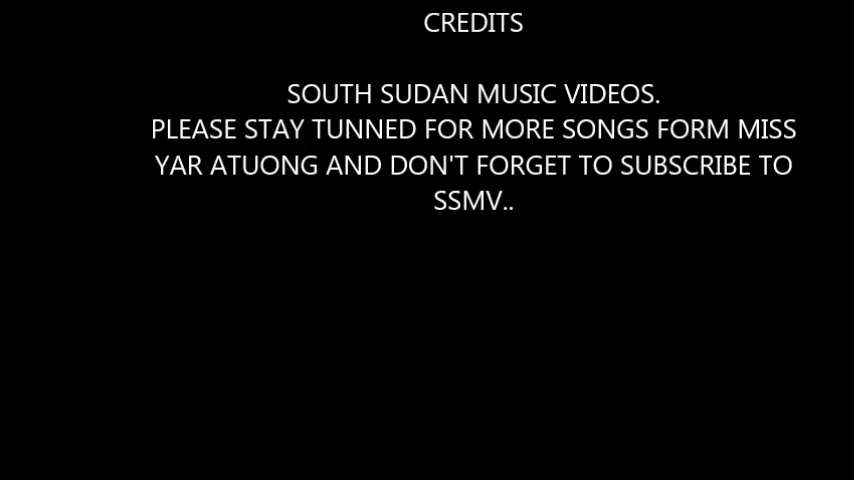 CREDITS
SOUTH SUDAN MUSIC VIDEOS.
PLEASE STAY TUNNED FOR MORE SONGS FORM MISS
YAR ATUONG AND DON'T FORGET TO SUBSCRIBE TO
SSMV..